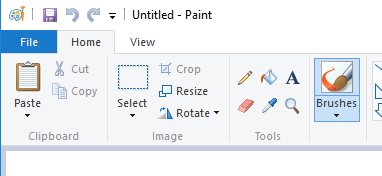 Untitled - Paint
File Home View
Paste
Cut
Copy
Clipboard
Select
Crop
Resize
Rotate
Image
A
Tools
Brushes